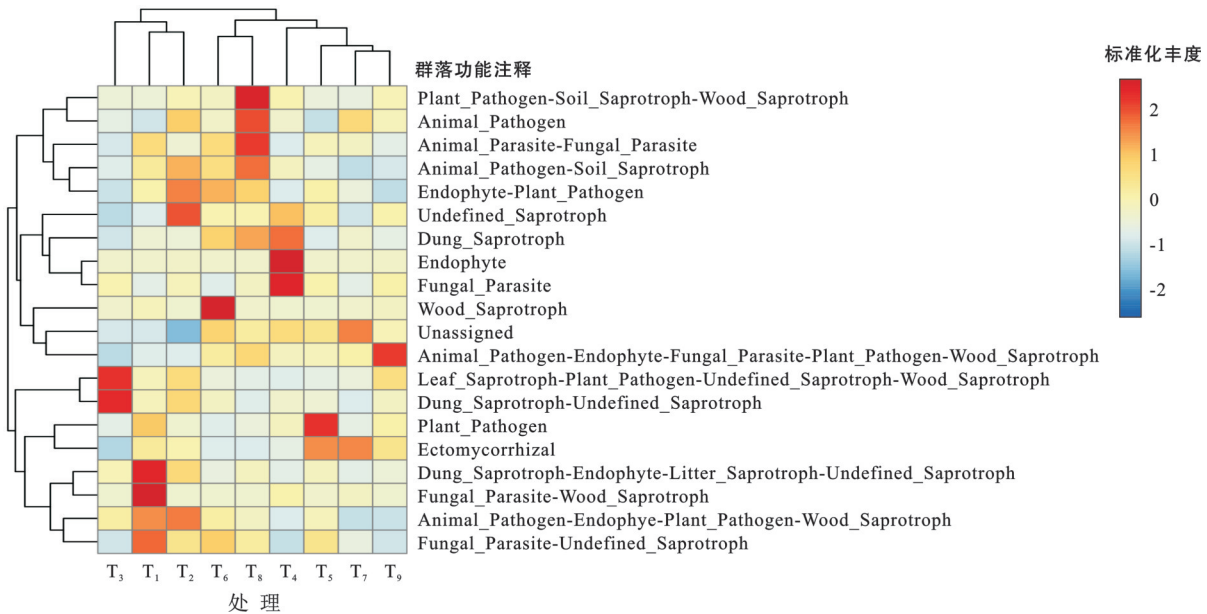 群落功能注释
标准化丰度
Plant_Pathogen-Soil_Saprotroph-Wood_Saprotroph
Animal_Pathogen
Animal_Parasite-Fungal_Parasite
Animal_Pathogen-Soil_Saprotroph
Endophyte-Plant_Pathogen
Undefined_Saprotroph
Dung_Saprotroph
Endophyte
Fungal_Parasite
Wood_Saprotroph
Unassigned
Animal_Pathogen-Endophyte-Fungal_Parasite-Plant_Pathogen-Wood_Saprotroph
Leaf_Saprotroph-Plant_Pathogen-Undefined_Saprotroph-Wood_Saprotroph
Dung_Saprotroph-Undefined_Saprotroph
Plant_Pathogen
Ectomycorrhizal
Dung_Saprotroph-Endophyte-Litter_Saprotroph-Undefined_Saprotroph
Fungal_Parasite-Wood_Saprotroph
Animal_Pathogen-Endophye-Plant_Pathogen-Wood_Saprotroph
Fungal_Parasite-Undefined_Saprotroph
2
1
0
-1
-2
T₃ T₁ T₂ T₆ T₈ T₄ T₅ T₇ T₉
处 理